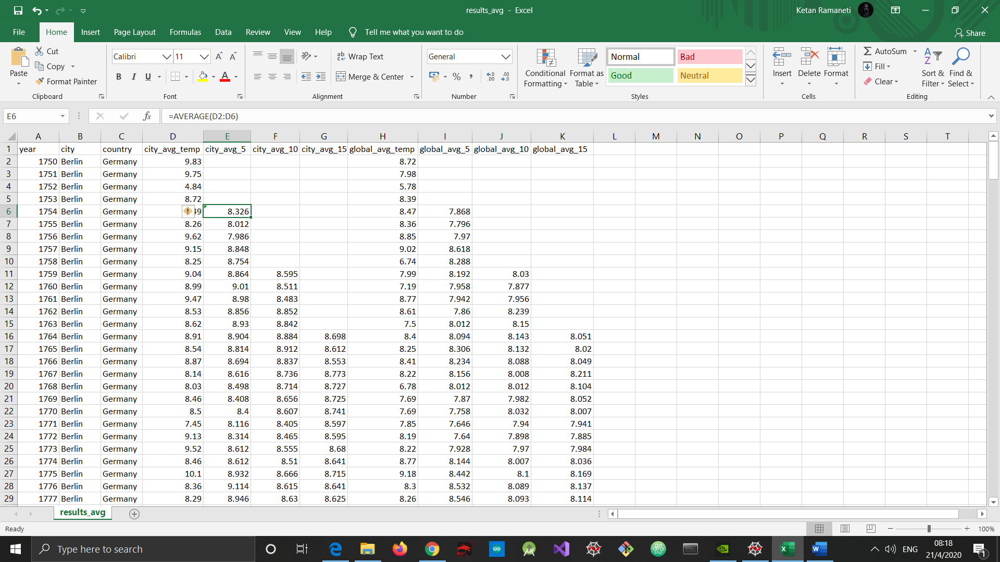 results_avg - Excel
Ketan Ramaneti
File Home Insert Page Layout Formulas Data Review View Help Tell me what you want to do Share
Paste
Cut
Copy
Format Painter
Clipboard
Calibri 11
B I U
Font
Wrap Text
Merge & Center
Alignment
General
Number
Conditional Formatting
Format as Table
Normal Bad
Good Neutral
Styles
Insert Delete Format
Cells
AutoSum
Fill
Clear
Sort & Filter
Find & Select
Editing
E6 fx =AVERAGE(D2:D6)
A B C D E F G H I J K L M N O P Q R S T
1 year city country city_avg_temp city_avg_5 city_avg_10 city_avg_15 global_avg_temp global_avg_5 global_avg_10 global_avg_15
2 1750 Berlin Germany 9.83 8.72
3 1751 Berlin Germany 9.75 7.98
4 1752 Berlin Germany 4.84 5.78
5 1753 Berlin Germany 8.72 8.39
6 1754 Berlin Germany 49 8.326 8.47 7.868
7 1755 Berlin Germany 8.26 8.012 8.36 7.796
8 1756 Berlin Germany 9.62 7.986 8.85 7.97
9 1757 Berlin Germany 9.15 8.848 9.02 8.618
10 1758 Berlin Germany 8.25 8.754 6.74 8.288
11 1759 Berlin Germany 9.04 8.864 8.595 7.99 8.192 8.03
12 1760 Berlin Germany 8.99 9.01 8.511 7.19 7.958 7.877
13 1761 Berlin Germany 9.47 8.98 8.483 8.77 7.942 7.956
14 1762 Berlin Germany 8.53 8.856 8.852 8.61 7.86 8.239
15 1763 Berlin Germany 8.62 8.93 8.842 7.5 8.012 8.15
16 1764 Berlin Germany 8.91 8.904 8.884 8.698 8.4 8.094 8.143 8.051
17 1765 Berlin Germany 8.54 8.814 8.912 8.612 8.25 8.306 8.132 8.02
18 1766 Berlin Germany 8.87 8.694 8.837 8.553 8.41 8.234 8.088 8.049
19 1767 Berlin Germany 8.14 8.616 8.736 8.773 8.22 8.156 8.008 8.211
20 1768 Berlin Germany 8.03 8.498 8.714 8.727 6.78 8.012 8.012 8.104
21 1769 Berlin Germany 8.46 8.408 8.656 8.725 7.69 7.87 7.982 8.052
22 1770 Berlin Germany 8.5 8.4 8.607 8.741 7.69 7.758 8.032 8.007
23 1771 Berlin Germany 7.45 8.116 8.405 8.597 7.85 7.646 7.94 7.941
24 1772 Berlin Germany 9.13 8.314 8.465 8.595 8.19 7.64 7.898 7.885
25 1773 Berlin Germany 9.52 8.612 8.555 8.68 8.22 7.928 7.97 7.984
26 1774 Berlin Germany 8.46 8.612 8.51 8.641 8.77 8.144 8.007 8.036
27 1775 Berlin Germany 10.1 8.932 8.666 8.715 9.18 8.442 8.1 8.169
28 1776 Berlin Germany 8.36 9.114 8.615 8.641 8.3 8.532 8.089 8.137
29 1777 Berlin Germany 8.29 8.946 8.63 8.625 8.26 8.546 8.093 8.114
results_avg
Ready
100%
Type here to search
ENG
08:18
21/4/2020
1